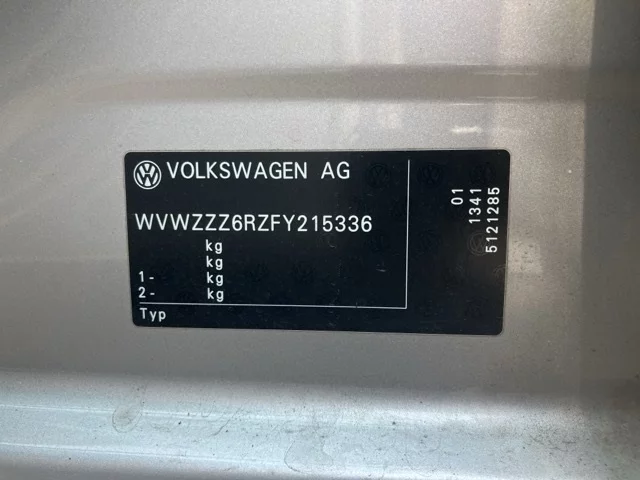 VOLKSWAGEN AG
WVWZZZ6RZFY215336
kg
kg
1- kg
2- kg
Typ
01
1341
5121285